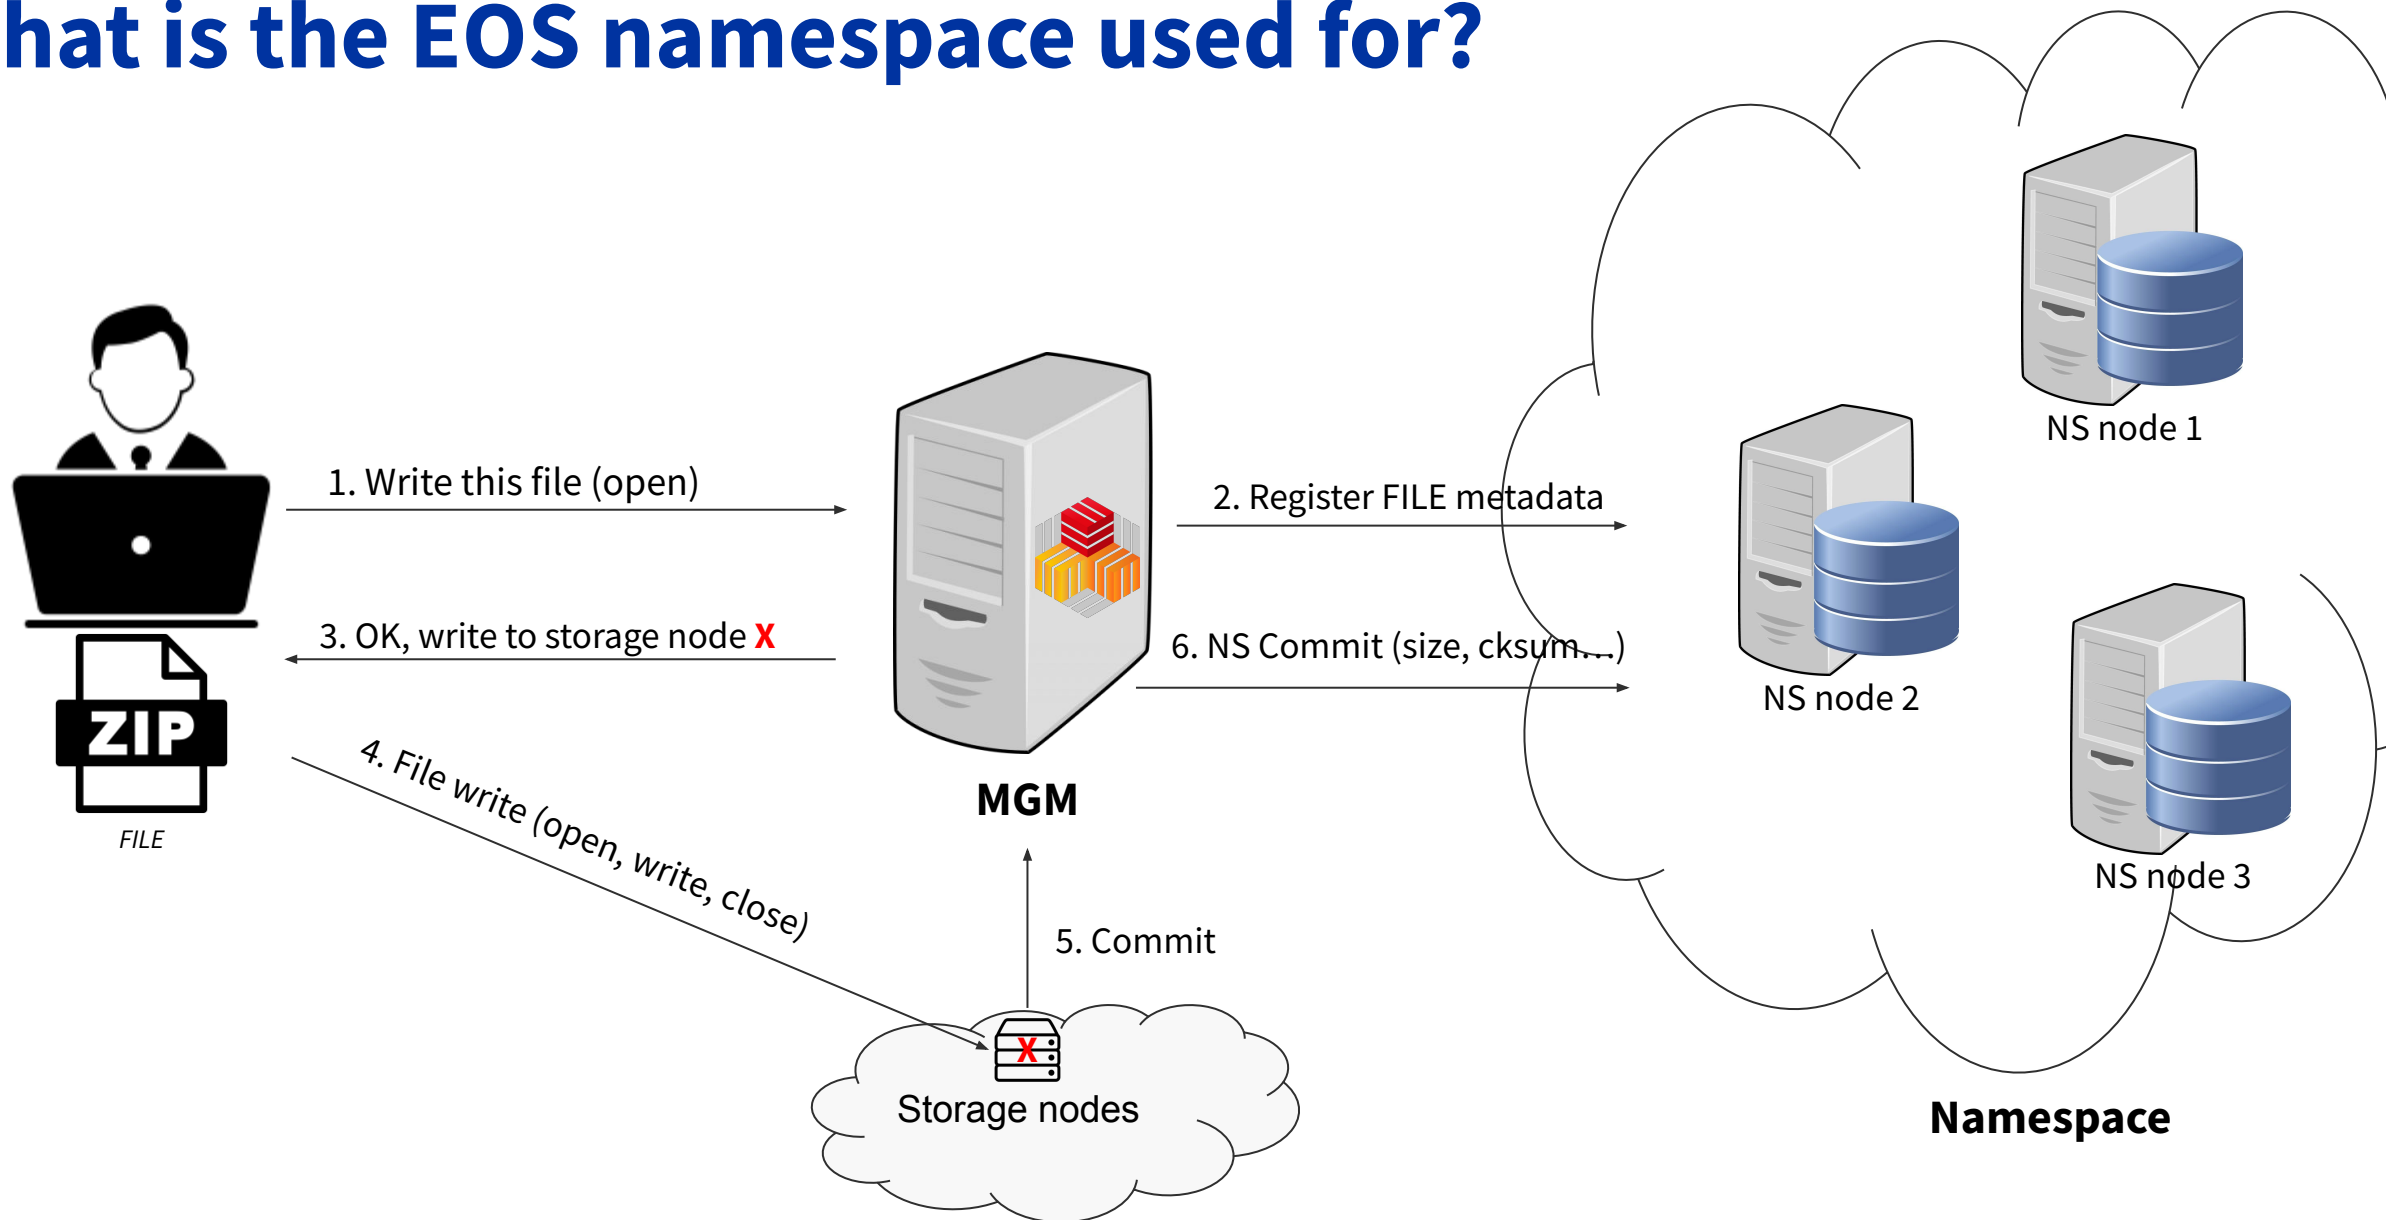 hat is the EOS namespace used for?
NS node 1
1. Write this file (open)
2. Register FILE metadata
3. OK, write to storage node X
6. NS Commit (size, cksum...)
NS node 2
ZIP
FILE
4. File write (open, write, close)
MGM
NS node 3
5. Commit
X
Storage nodes
Namespace